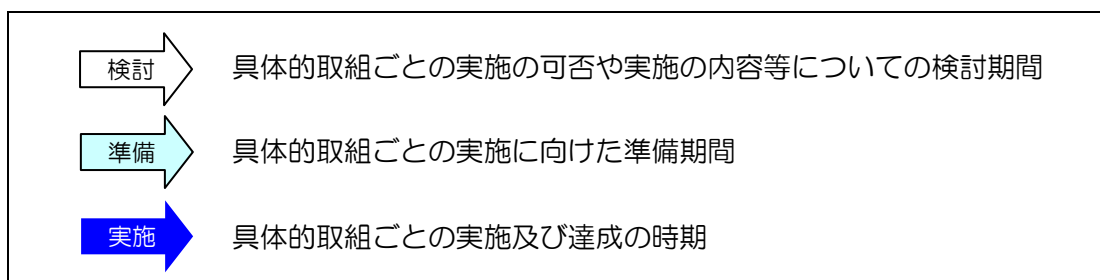 検討 具体的取組ごとの実施の可否や実施の内容等についての検討期間
準備 具体的取組ごとの実施に向けた準備期間
実施 具体的取組ごとの実施及び達成の時期